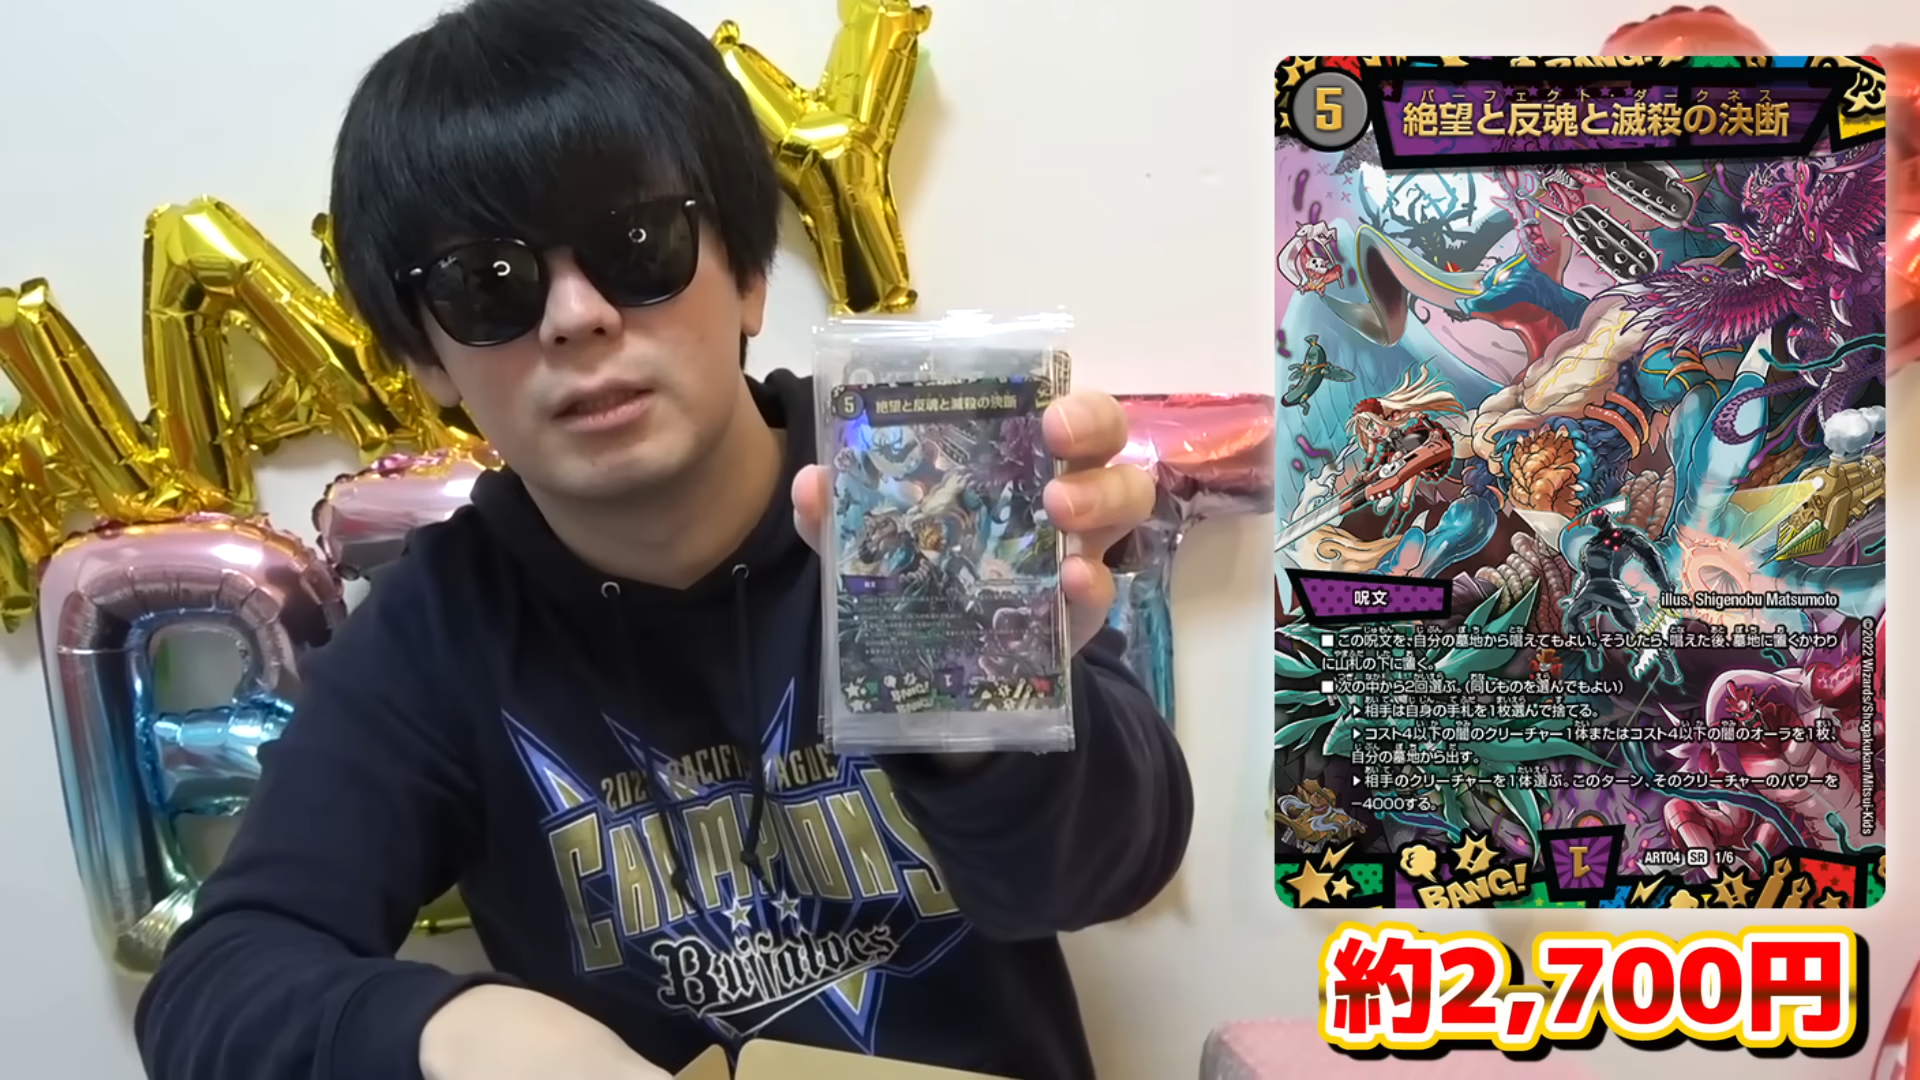 5
パーフェクト・ダークネス
絶望と反魂と滅殺の決断
呪文
illus. Shigenobu Matsumoto
■この呪文を、自分の墓地から唱えてもよい。そうしたら、唱えた後、墓地に置くかわり
に山札の下に置く。
■次の中から2回選ぶ。(同じものを選んでもよい)
▶相手は自身の手札を1枚選んで捨てる。
▶コスト4以下の闇のクリーチャー1体またはコスト4以下の闇のオーラを1枚、
自分の墓地から出す。
▶相手のクリーチャーを1体選ぶ。このターン、そのクリーチャーのパワーを
−4000する。
©2022 Wizards/Shogakukan/Mitsui-Kids
ART04 SR 1/6
BANG!
1
約2,700円
5
絶望と反魂と滅殺の決断
呪文
BANG!
1
PACIFIC LEAGUE
CHAMPIONS
Buffaloes